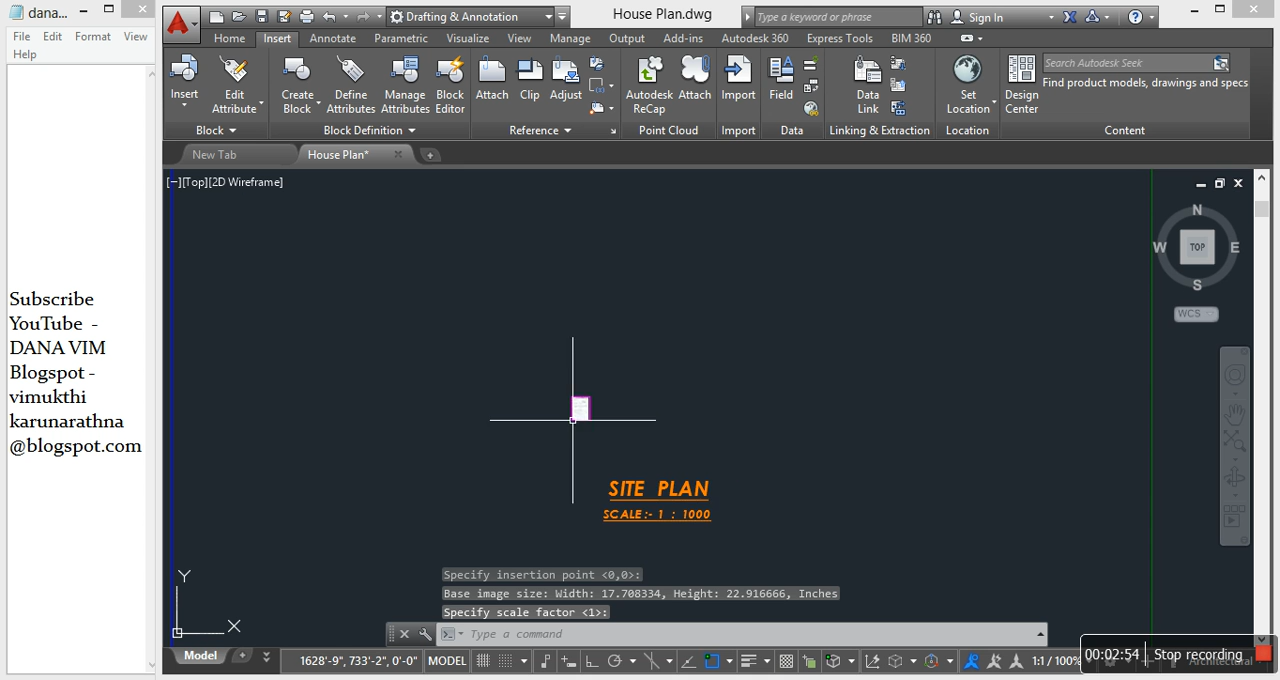 dana...
File Edit Format View
Help
Subscribe
YouTube -
DANA VIM
Blogspot -
vimukthi
karunarathna
@blogspot.com
Drafting & Annotation
House Plan.dwg
Type a keyword or phrase
Sign In
Home Insert Annotate Parametric Visualize View Manage Output Add-ins Autodesk 360 Express Tools BIM 360
Insert
Edit
Attribute
Create
Block
Define
Attributes
Manage
Attributes
Block
Editor
Attach
Clip
Adjust
Autodesk
ReCap
Attach
Import
Field
Data
Link
Set
Location
Design
Center
Search Autodesk Seek
Find product models, drawings and specs
Block Block Definition Reference Point Cloud Import Data Linking & Extraction Location Content
New Tab House Plan*
[−][Top][2D Wireframe]
N
W TOP E
S
WCS
SITE PLAN
SCALE:- 1 : 1000
Y
X
Specify insertion point <0,0>:
Base image size: Width: 17.708334, Height: 22.916666, Inches
Specify scale factor <1>:
Type a command
Model
1628'-9", 733'-2", 0'-0" MODEL
1:1 / 100%
00:02:54 Stop recording
Architectural